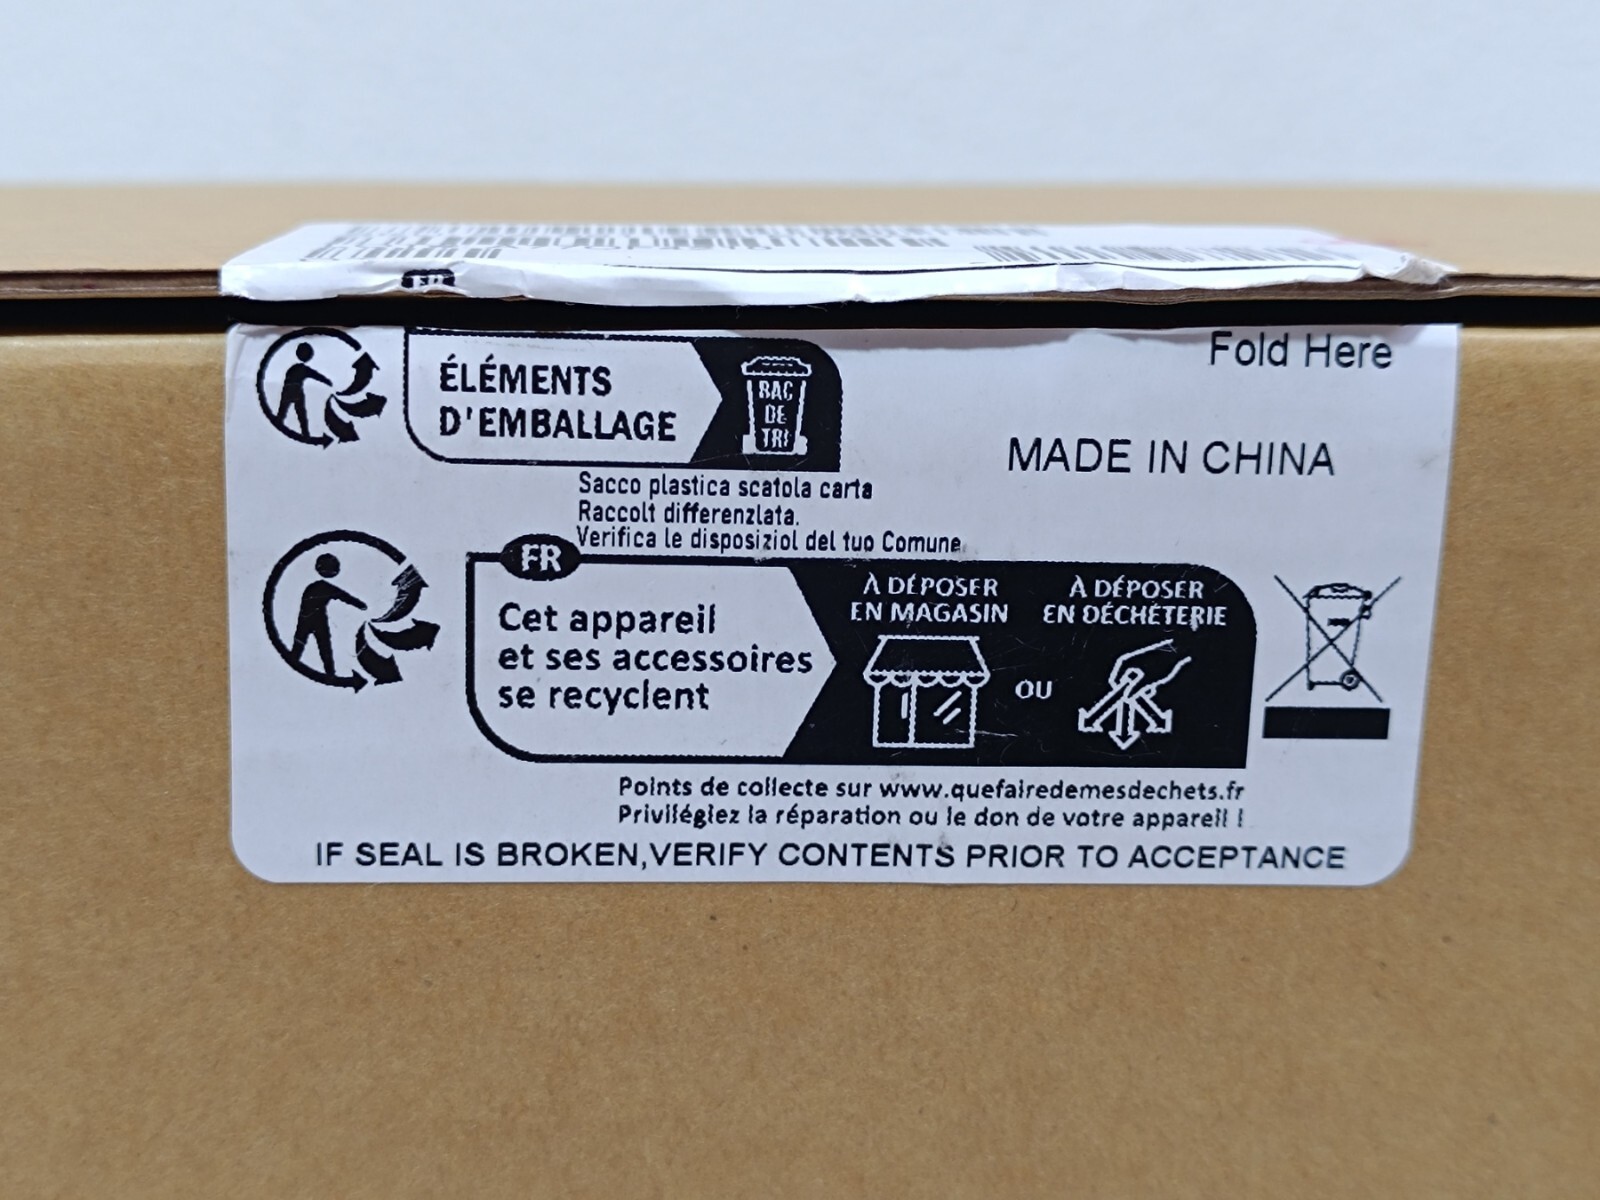 FR
Fold Here
ÉLÉMENTS
D'EMBALLAGE
BAC
DE
TRI
MADE IN CHINA
Sacco plastica scatola carta
Raccolt differenzlata.
Verifica le disposiziol del tuo Comune
FR
Cet appareil
et ses accessoires
se recyclent
À DÉPOSER
EN MAGASIN
OU
À DÉPOSER
EN DÉCHÈTERIE
Points de collecte sur www.quefairedemesdechets.fr
Privilégiez la réparation ou le don de votre appareil !
IF SEAL IS BROKEN,VERIFY CONTENTS PRIOR TO ACCEPTANCE